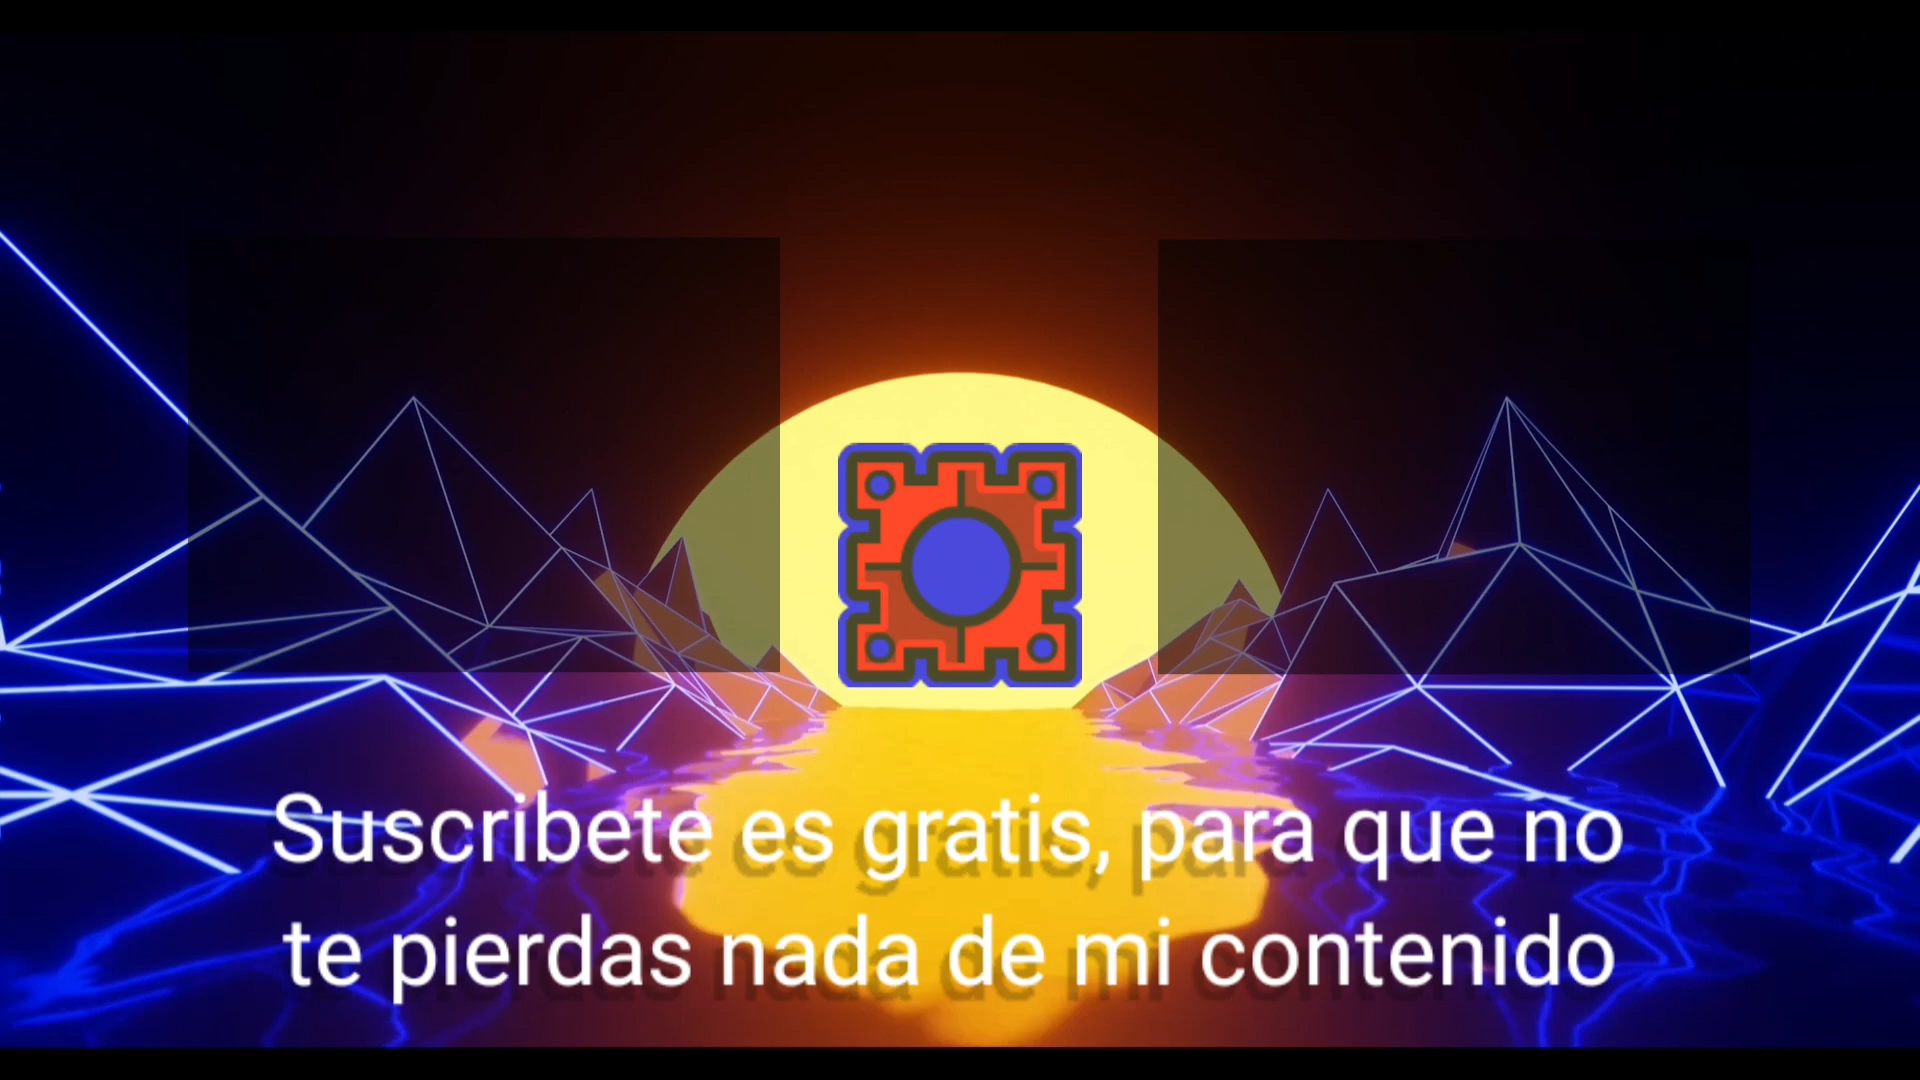 Suscribete es gratis, para que no
te pierdas nada de mi contenido